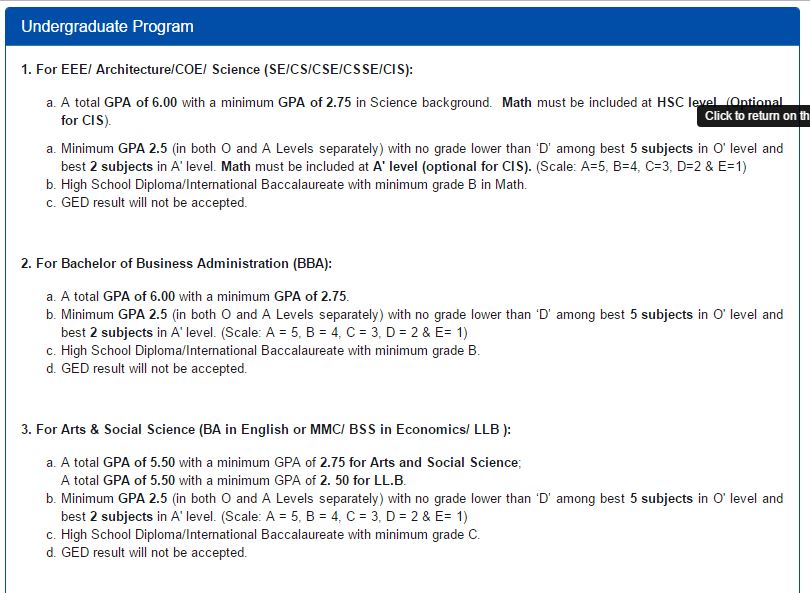 Undergraduate Program
1. For EEE/ Architecture/COE/ Science (SE/CS/CSE/CSSE/CIS):
a. A total GPA of 6.00 with a minimum GPA of 2.75 in Science background. Math must be included at HSC level. (Optional
for CIS).
Click to return on th
a. Minimum GPA 2.5 (in both O and A Levels separately) with no grade lower than ‘D’ among best 5 subjects in O' level and
best 2 subjects in A' level. Math must be included at A' level (optional for CIS). (Scale: A=5, B=4, C=3, D=2 & E=1)
b. High School Diploma/International Baccalaureate with minimum grade B in Math.
c. GED result will not be accepted.
2. For Bachelor of Business Administration (BBA):
a. A total GPA of 6.00 with a minimum GPA of 2.75.
b. Minimum GPA 2.5 (in both O and A Levels separately) with no grade lower than ‘D’ among best 5 subjects in O' level and
best 2 subjects in A' level. (Scale: A = 5, B = 4, C = 3, D = 2 & E= 1)
c. High School Diploma/International Baccalaureate with minimum grade B.
d. GED result will not be accepted.
3. For Arts & Social Science (BA in English or MMC/ BSS in Economics/ LLB ):
a. A total GPA of 5.50 with a minimum GPA of 2.75 for Arts and Social Science;
A total GPA of 5.50 with a minimum GPA of 2. 50 for LL.B.
b. Minimum GPA 2.5 (in both O and A Levels separately) with no grade lower than ‘D’ among best 5 subjects in O' level and
best 2 subjects in A' level. (Scale: A = 5, B = 4, C = 3, D = 2 & E= 1)
c. High School Diploma/International Baccalaureate with minimum grade C.
d. GED result will not be accepted.